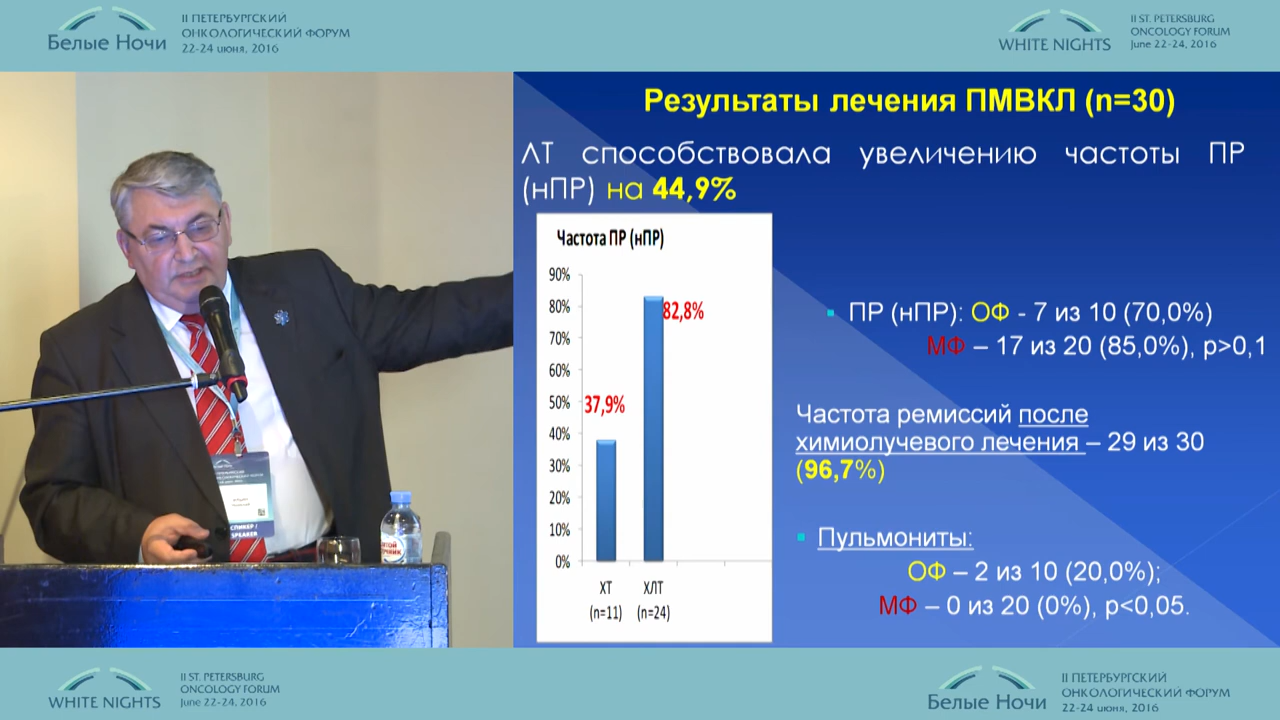 II ПЕТЕРБУРГСКИЙ
ОНКОЛОГИЧЕСКИЙ ФОРУМ
Белые Ночи
22-24 июня, 2016
II ST. PETERSBURG
ONCOLOGY FORUM
WHITE NIGHTS
June 22-24, 2016
Результаты лечения ПМВКЛ (n=30)
ЛТ способствовала увеличению частоты ПР
(нПР) на 44,9%
Частота ПР (нПР)
90%
80%
70%
60%
50%
40%
30%
20%
10%
0%
82,8%
37,9%
ХТ
(n=11)
ХЛТ
(n=24)
ПР (нПР): ОФ - 7 из 10 (70,0%)
МФ – 17 из 20 (85,0%), p>0,1
Частота ремиссий после
химиолучевого лечения – 29 из 30
(96,7%)
Пульмониты:
ОФ – 2 из 10 (20,0%);
МФ – 0 из 20 (0%), p<0,05.
СПИКЕР /
SPEAKER
II ST. PETERSBURG
ONCOLOGY FORUM
WHITE NIGHTS
June 22-24, 2016
II ПЕТЕРБУРГСКИЙ
ОНКОЛОГИЧЕСКИЙ ФОРУМ
Белые Ночи
22-24 июня, 2016